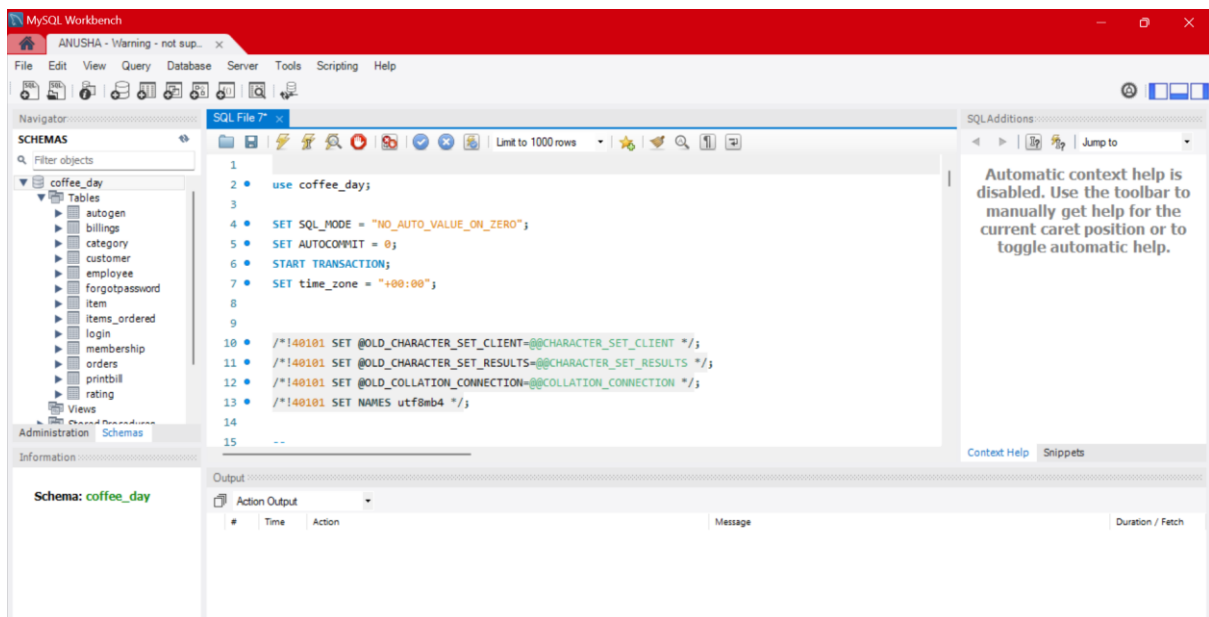 MySQL Workbench
ANUSHA - Warning - not sup...
File Edit View Query Database Server Tools Scripting Help
Navigator
SCHEMAS
Filter objects
coffee_day
Tables
autogen
billings
category
customer
employee
forgotpassword
item
items_ordered
login
membership
orders
printbill
rating
Views
Stored Procedures
Administration Schemas
Information
Schema: coffee_day
SQL File 7*
Limit to 1000 rows
1
2 use coffee_day;
3
4 SET SQL_MODE = "NO_AUTO_VALUE_ON_ZERO";
5 SET AUTOCOMMIT = 0;
6 START TRANSACTION;
7 SET time_zone = "+00:00";
8
9
10 /*!40101 SET @OLD_CHARACTER_SET_CLIENT=@@CHARACTER_SET_CLIENT */;
11 /*!40101 SET @OLD_CHARACTER_SET_RESULTS=@@CHARACTER_SET_RESULTS */;
12 /*!40101 SET @OLD_COLLATION_CONNECTION=@@COLLATION_CONNECTION */;
13 /*!40101 SET NAMES utf8mb4 */;
14
15 --
SQLAdditions
Jump to
Automatic context help is
disabled. Use the toolbar to
manually get help for the
current caret position or to
toggle automatic help.
Context Help Snippets
Output
Action Output
# Time Action Message Duration / Fetch